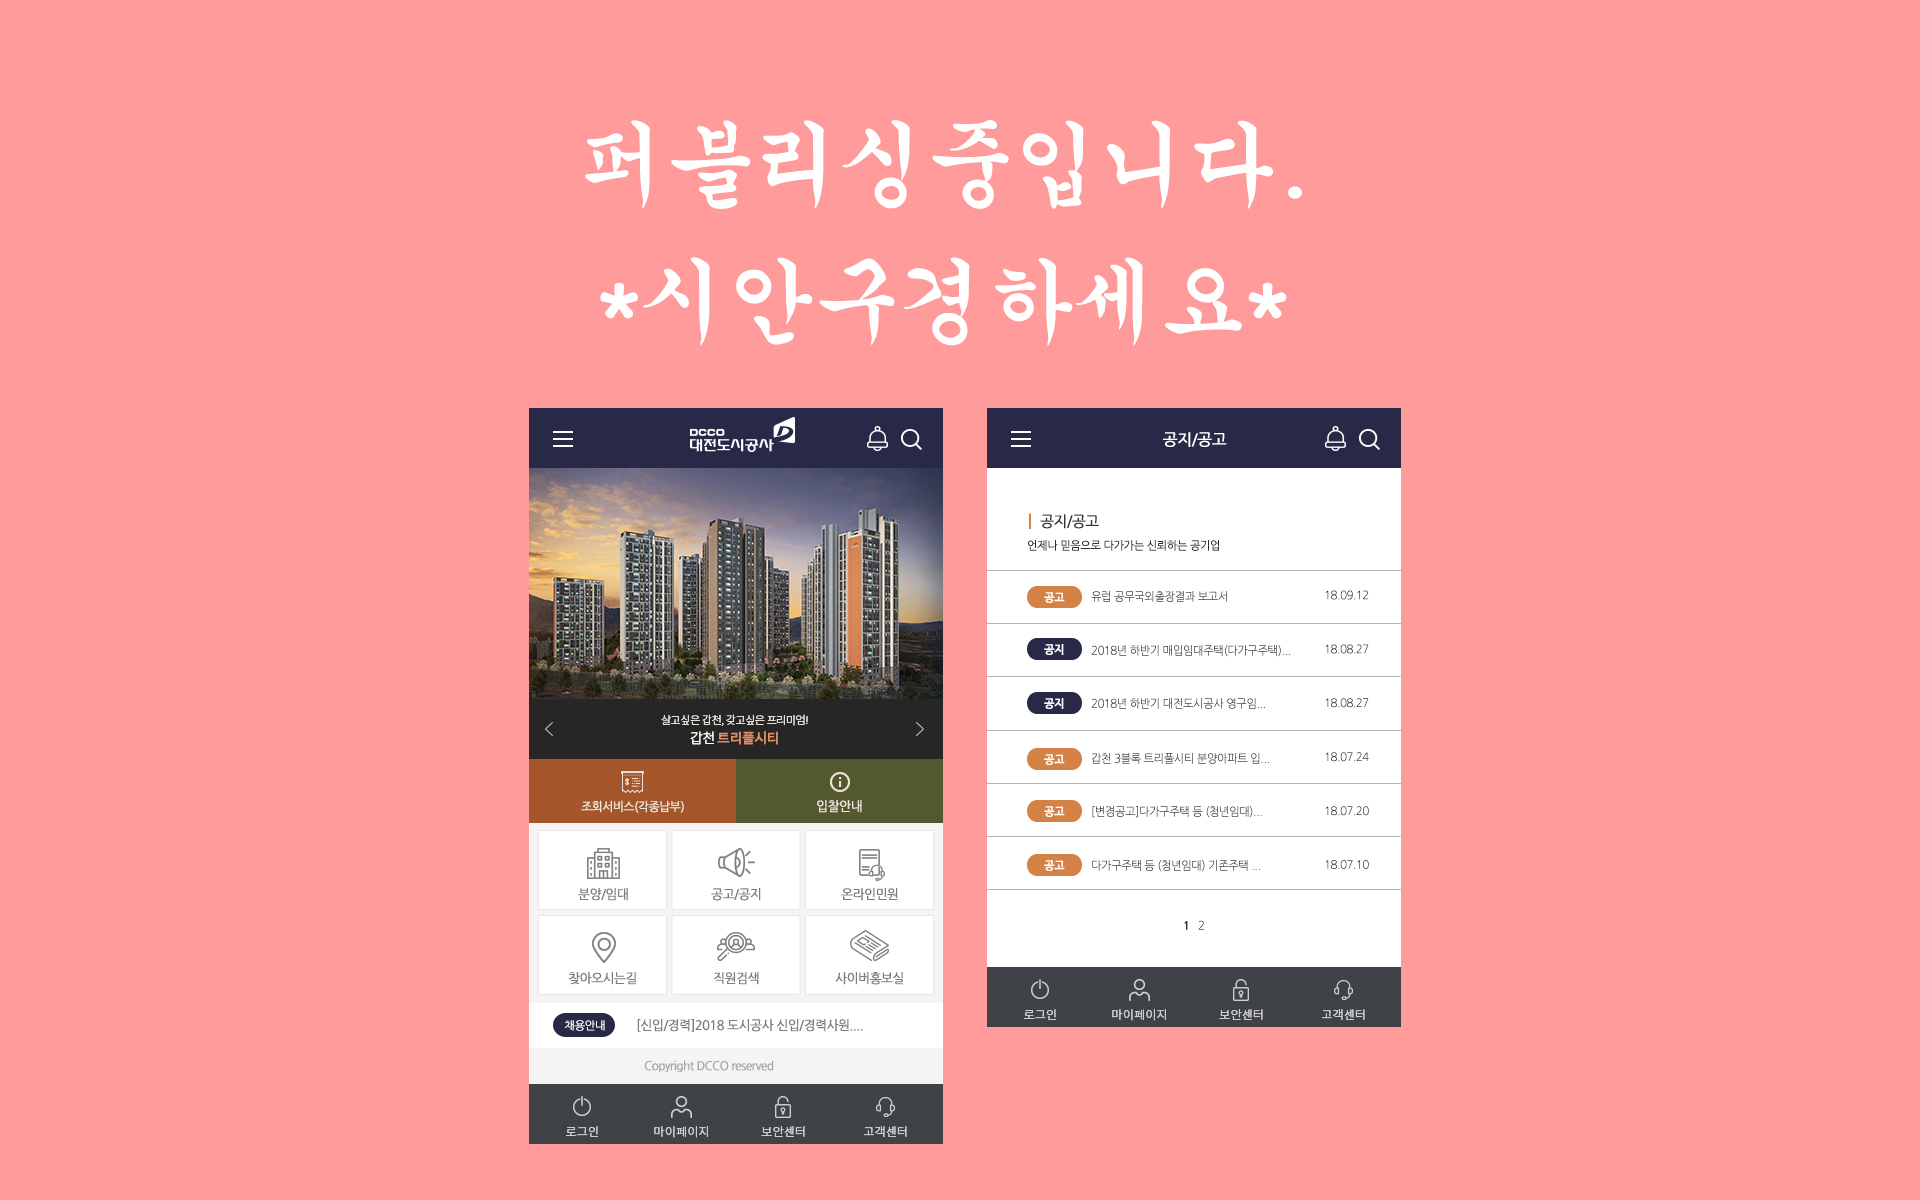 퍼블리싱중입니다.
*시안구경하세요*
DCCO
대전도시공사
살고싶은 갑천, 갖고싶은 프리미엄!
갑천 트리풀시티
조회서비스(각종납부)
입찰안내
분양/임대
공고/공지
온라인민원
찾아오시는길
직원검색
사이버홍보실
채용안내 [신입/경력]2018 도시공사 신입/경력사원....
Copyright DCCO reserved
로그인 마이페이지 보안센터 고객센터
공지/공고
공지/공고
언제나 믿음으로 다가가는 신뢰하는 공기업
공고 유럽 공무국외출장결과 보고서 18.09.12
공지 2018년 하반기 매입임대주택(다가구주택)... 18.08.27
공지 2018년 하반기 대전도시공사 영구임... 18.08.27
공고 갑천 3블록 트리풀시티 분양아파트 입... 18.07.24
공고 [변경공고]다가구주택 등 (청년임대)... 18.07.20
공고 다가구주택 등 (청년임대) 기존주택 ... 18.07.10
1 2
로그인 마이페이지 보안센터 고객센터